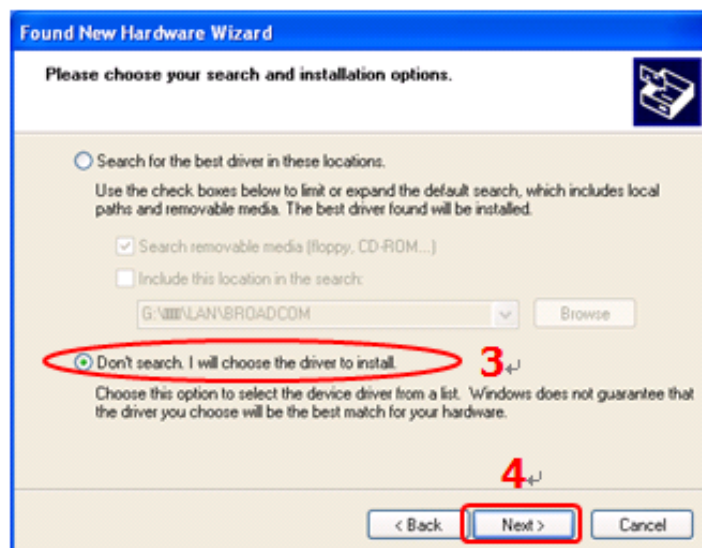 Found New Hardware Wizard
Please choose your search and installation options.
Search for the best driver in these locations.
Use the check boxes below to limit or expand the default search, which includes local
paths and removable media. The best driver found will be installed.
Search removable media (floppy, CD-ROM...)
Include this location in the search:
G:\\LAN\BROADCOM
Browse
Don't search. I will choose the driver to install.
3
Choose this option to select the device driver from a list. Windows does not guarantee that
the driver you choose will be the best match for your hardware.
4
< Back
Next >
Cancel